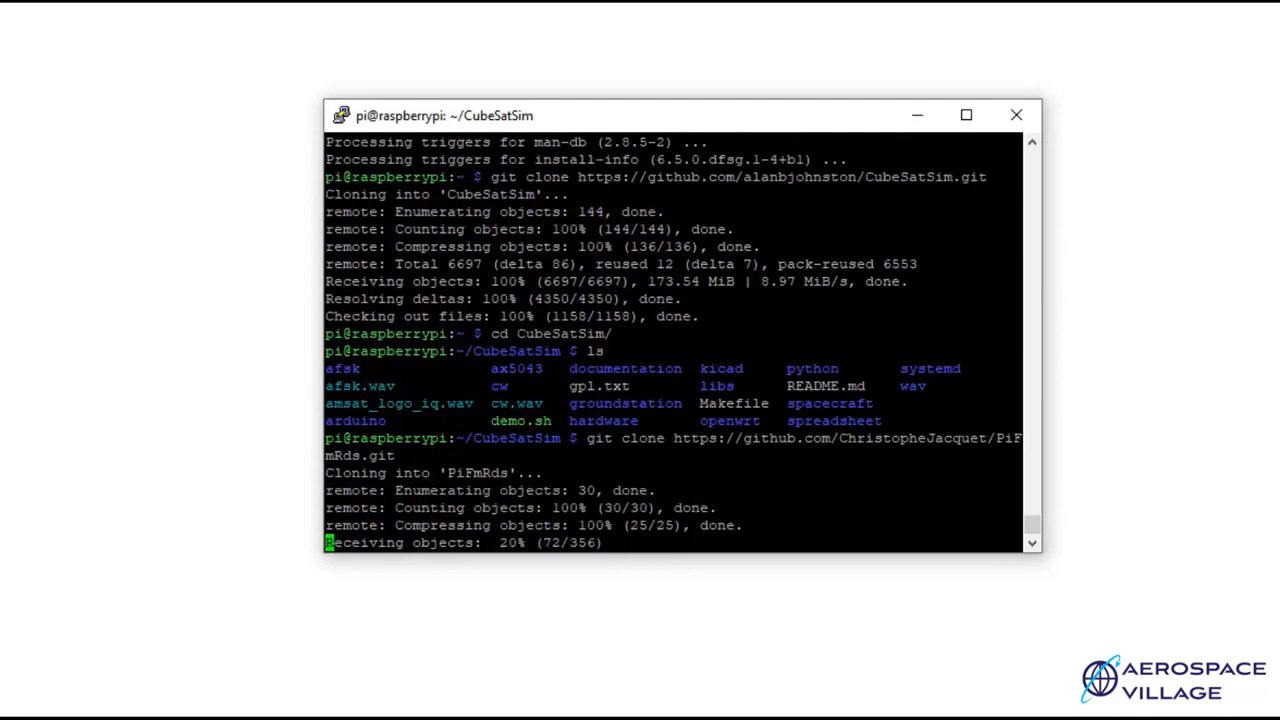 pi@raspberrypi: ~/CubeSatSim
Processing triggers for man-db (2.8.5-2) ...
Processing triggers for install-info (6.5.0.dfsg.1-4+b1) ...
pi@raspberrypi:~ $ git clone https://github.com/alanbjohnston/CubeSatSim.git
Cloning into 'CubeSatSim'...
remote: Enumerating objects: 144, done.
remote: Counting objects: 100% (144/144), done.
remote: Compressing objects: 100% (136/136), done.
remote: Total 6697 (delta 86), reused 12 (delta 7), pack-reused 6553
Receiving objects: 100% (6697/6697), 173.54 MiB | 8.97 MiB/s, done.
Resolving deltas: 100% (4350/4350), done.
Checking out files: 100% (1158/1158), done.
pi@raspberrypi:~ $ cd CubeSatSim/
pi@raspberrypi:~/CubeSatSim $ ls
afsk ax5043 documentation kicad python systemd
afsk.wav cw gpl.txt libs README.md wav
amsat_logo_iq.wav cw.wav groundstation Makefile spacecraft
arduino demo.sh hardware openwrt spreadsheet
pi@raspberrypi:~/CubeSatSim $ git clone https://github.com/ChristopheJacquet/PiF
mRds.git
Cloning into 'PiFmRds'...
remote: Enumerating objects: 30, done.
remote: Counting objects: 100% (30/30), done.
remote: Compressing objects: 100% (25/25), done.
Receiving objects: 20% (72/356)
AEROSPACE
VILLAGE